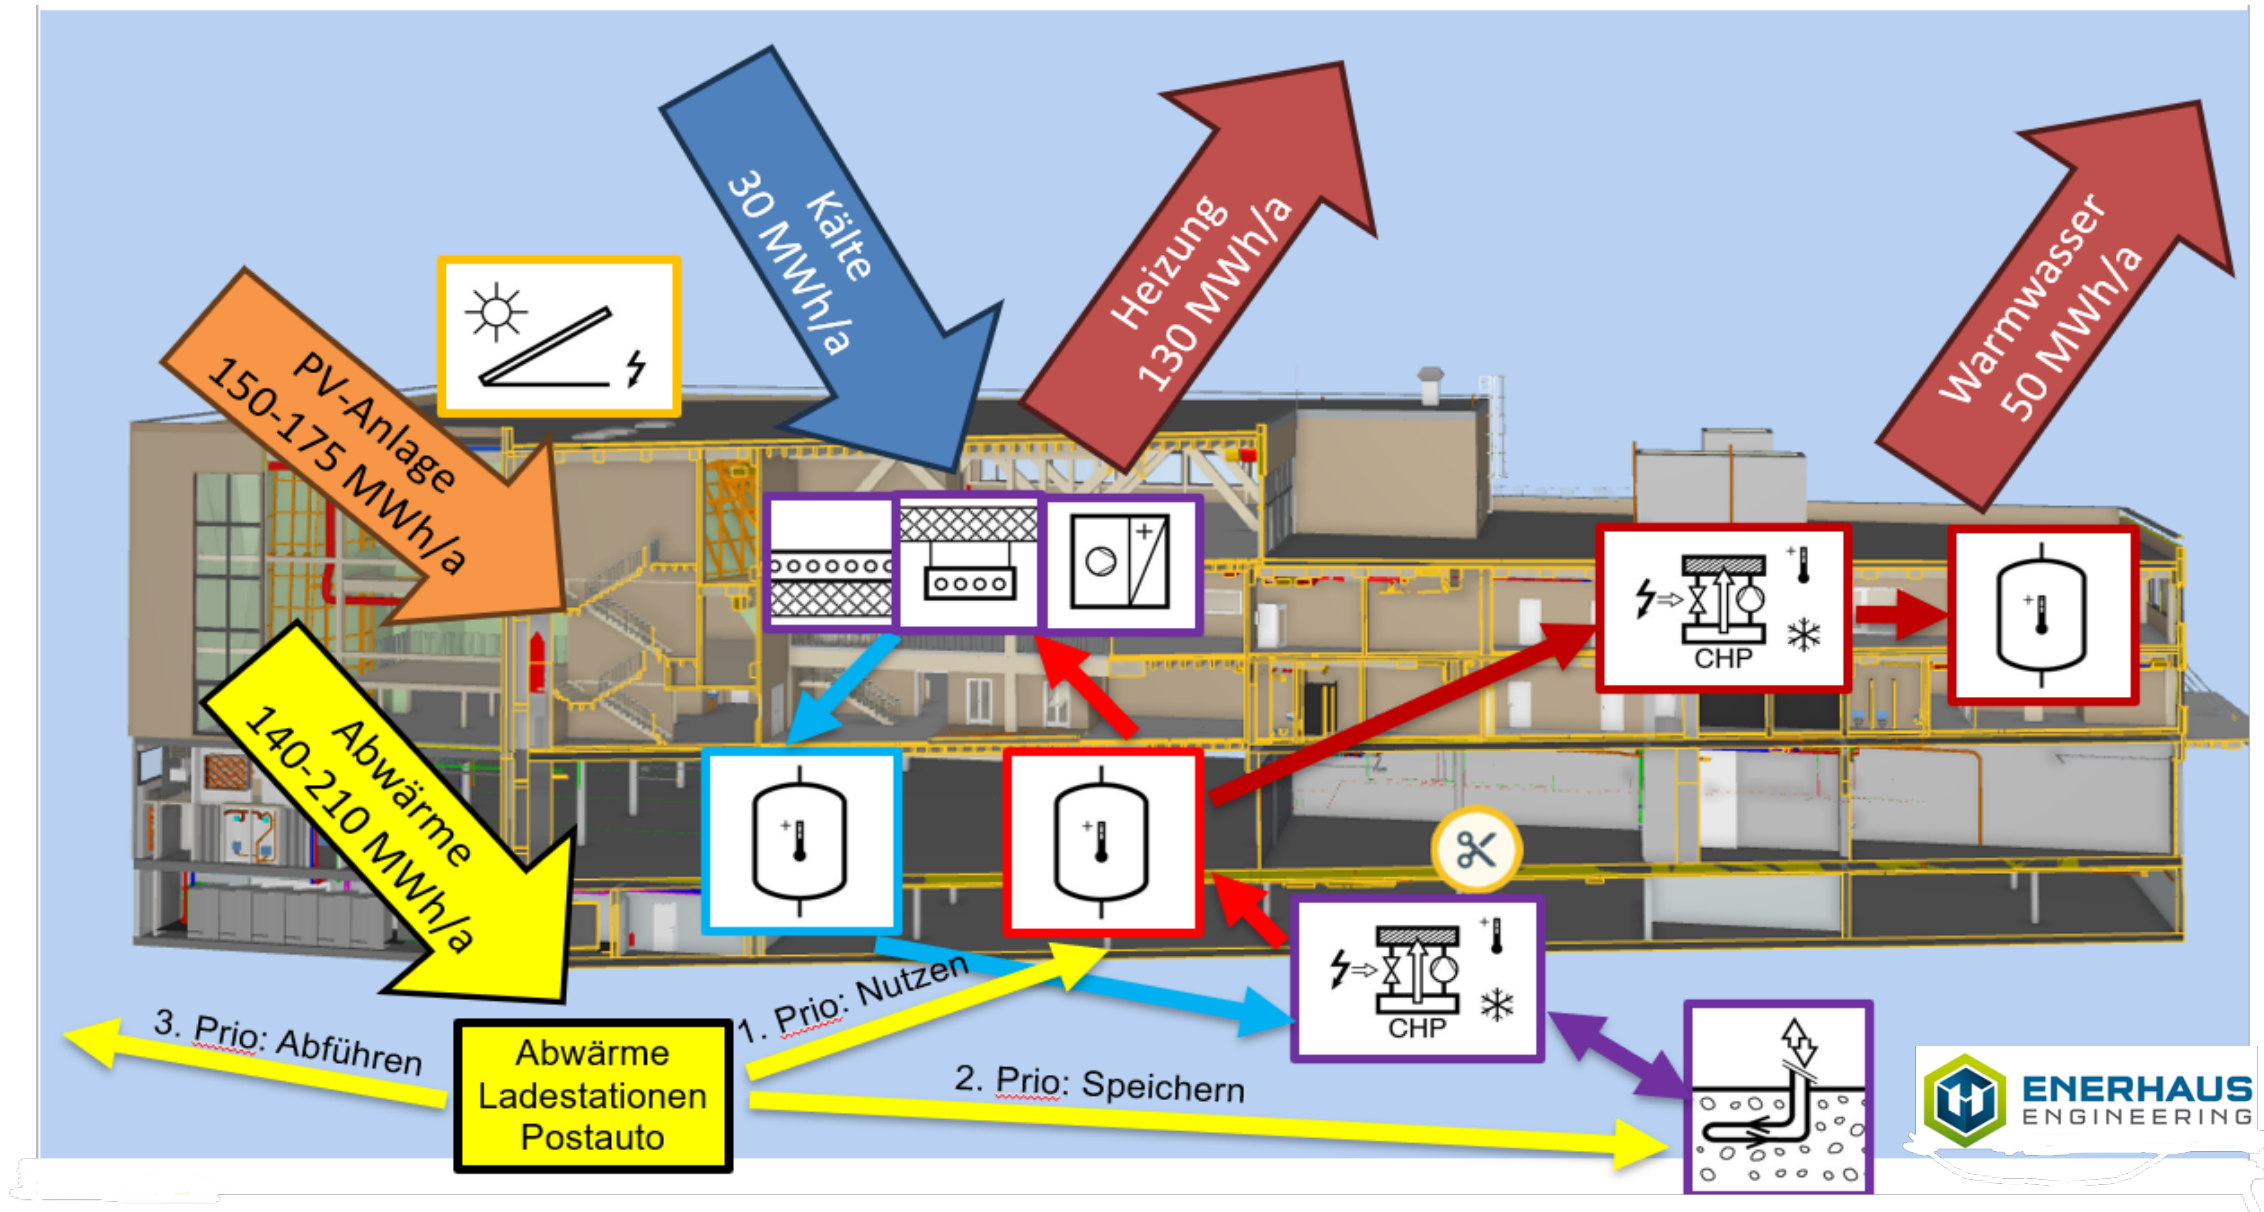 Kälte
30 MWh/a
Heizung
130 MWh/a
Warmwasser
50 MWh/a
PV-Anlage
150-175 MWh/a
Abwärme
140-210 MWh/a
CHP
CHP
3. Prio: Abführen
1. Prio: Nutzen
2. Prio: Speichern
Abwärme
Ladestationen
Postauto
ENERHAUS
ENGINEERING